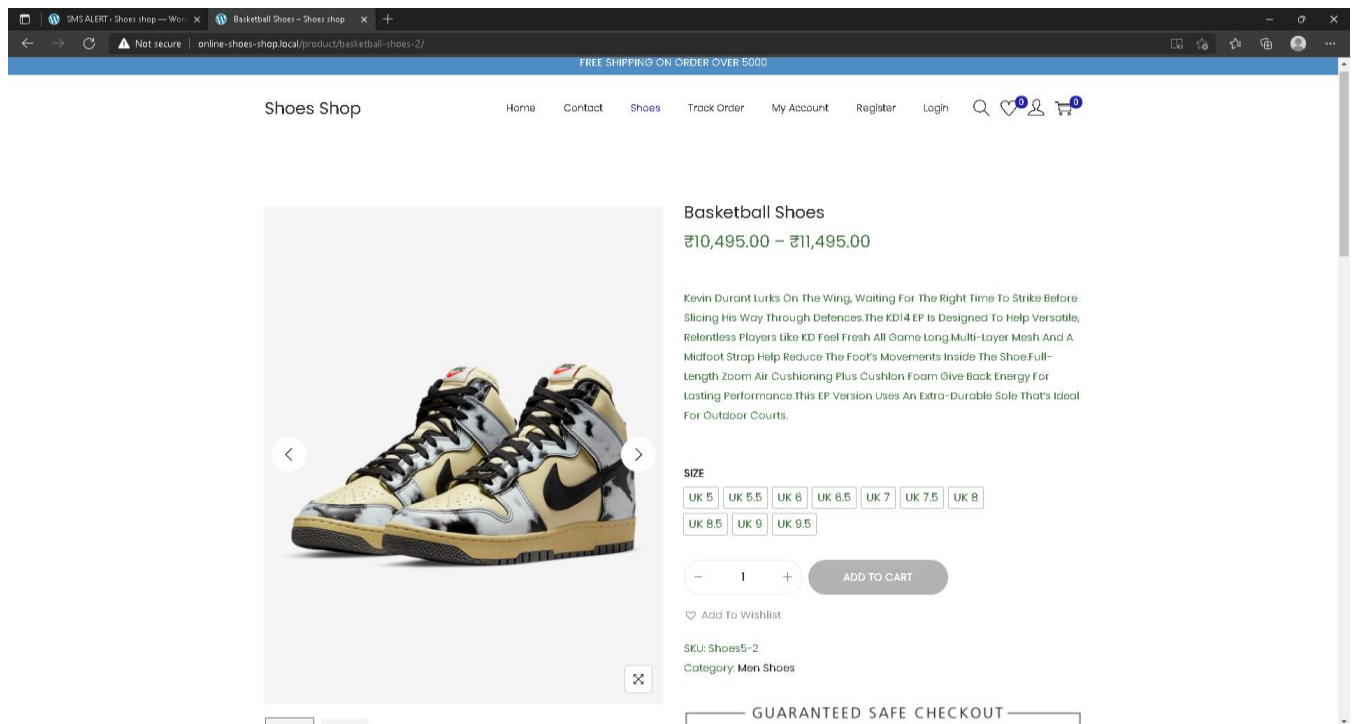 SMS ALERT ‹ Shoes shop — Wor
Basketball Shoes – Shoes shop
Not secure
online-shoes-shop.local/product/basketball-shoes-2/
FREE SHIPPING ON ORDER OVER 5000
Shoes Shop
Home Contact Shoes Track Order My Account Register Login 0 0
Basketball Shoes
₹10,495.00 – ₹11,495.00
Kevin Durant Lurks On The Wing, Waiting For The Right Time To Strike Before
Slicing His Way Through Defences.The KD14 EP Is Designed To Help Versatile,
Relentless Players Like KD Feel Fresh All Game Long.Multi-Layer Mesh And A
Midfoot Strap Help Reduce The Foot's Movements Inside The Shoe.Full-
Length Zoom Air Cushioning Plus Cushlon Foam Give Back Energy For
Lasting Performance.This EP Version Uses An Extra-Durable Sole That's Ideal
For Outdoor Courts.
SIZE
UK 5 UK 5.5 UK 6 UK 6.5 UK 7 UK 7.5 UK 8
UK 8.5 UK 9 UK 9.5
− 1 + ADD TO CART
Add To Wishlist
SKU: Shoes5-2
Category: Men Shoes
GUARANTEED SAFE CHECKOUT